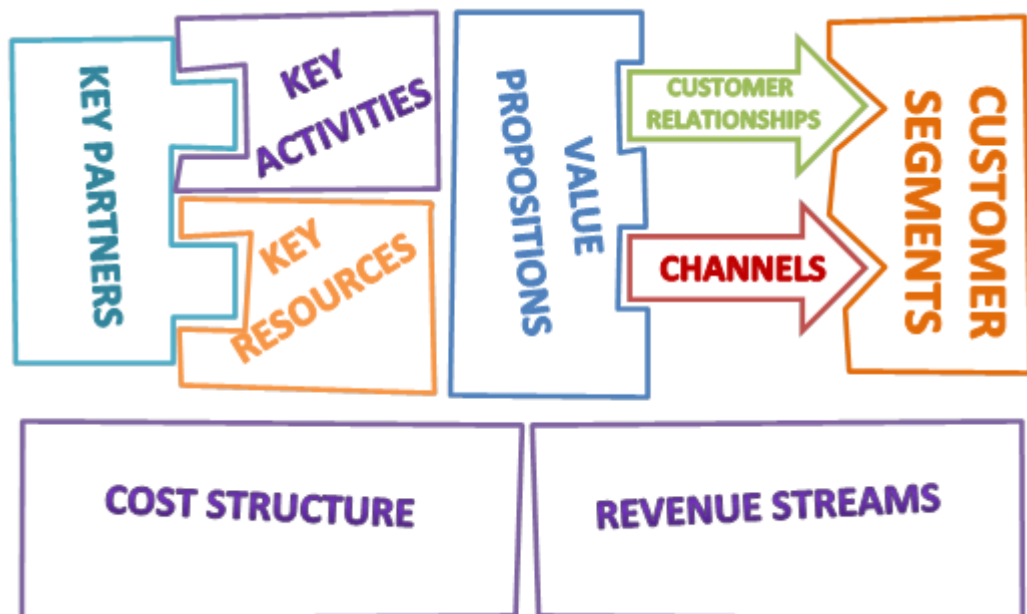 KEY PARTNERS
KEY
ACTIVITIES
KEY
RESOURCES
VALUE
PROPOSITIONS
CUSTOMER
RELATIONSHIPS
CHANNELS
CUSTOMER
SEGMENTS
COST STRUCTURE
REVENUE STREAMS